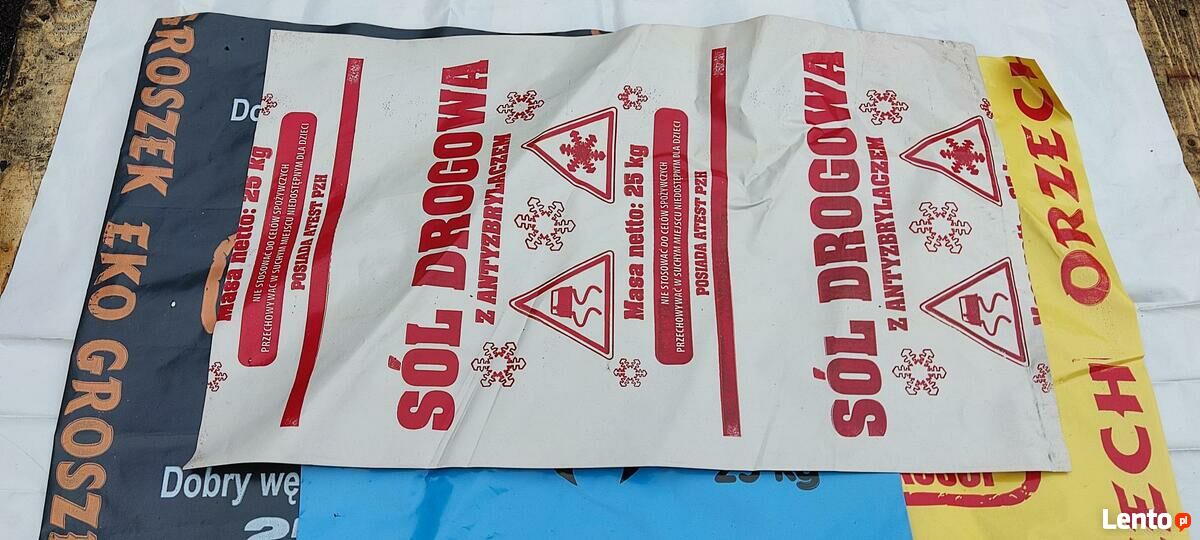 GROSZEK EKO GROSZ
Dobry wę
25
Masa netto: 25 kg
NIE STOSOWAĆ DO CELÓW SPOŻYWCZYCH
PRZECHOWYWAĆ W SUCHYM MIEJSCU NIEDOSTĘPNYM DLA DZIECI
POSIADA ATEST PZH
SÓL DROGOWA
Z ANTYZBRYLACZEM
Masa netto: 25 kg
NIE STOSOWAĆ DO CELÓW SPOŻYWCZYCH
PRZECHOWYWAĆ W SUCHYM MIEJSCU NIEDOSTĘPNYM DLA DZIECI
POSIADA ATEST PZH
SÓL DROGOWA
Z ANTYZBRYLACZEM
25 kg
ORZECH
ORZECH
Lento.pl